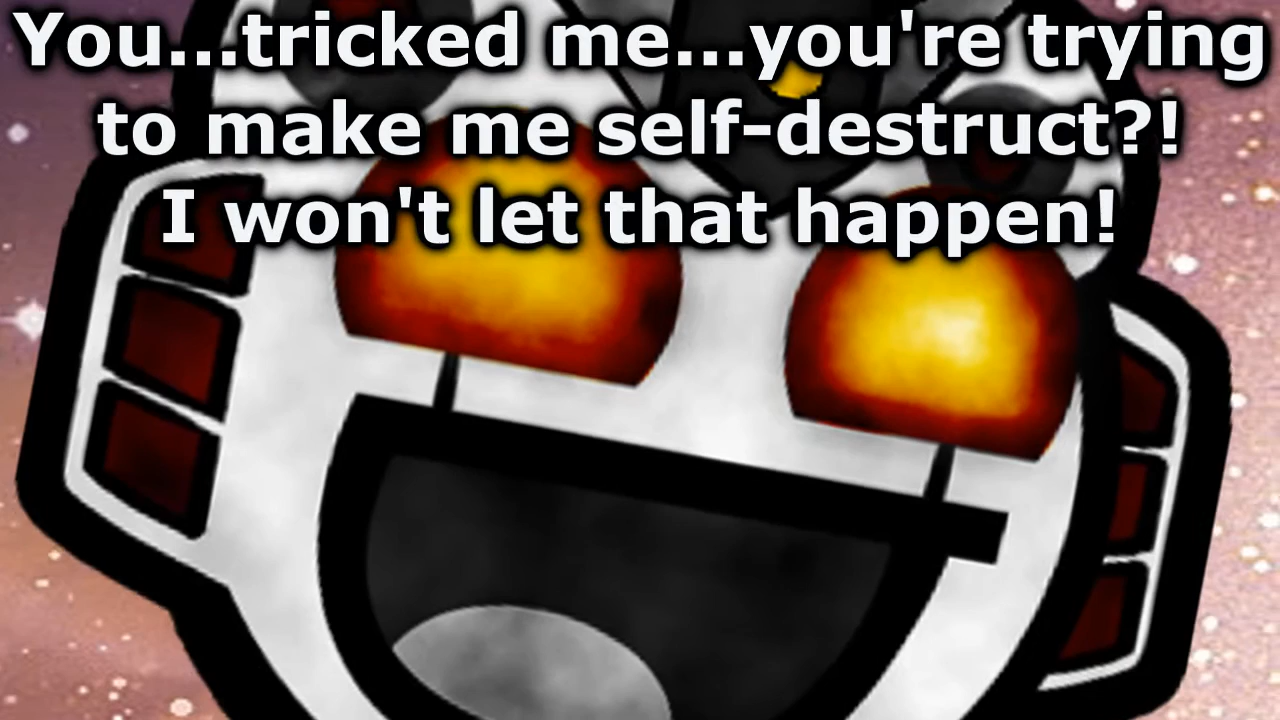 You...tricked me...you're trying
to make me self-destruct?!
I won't let that happen!